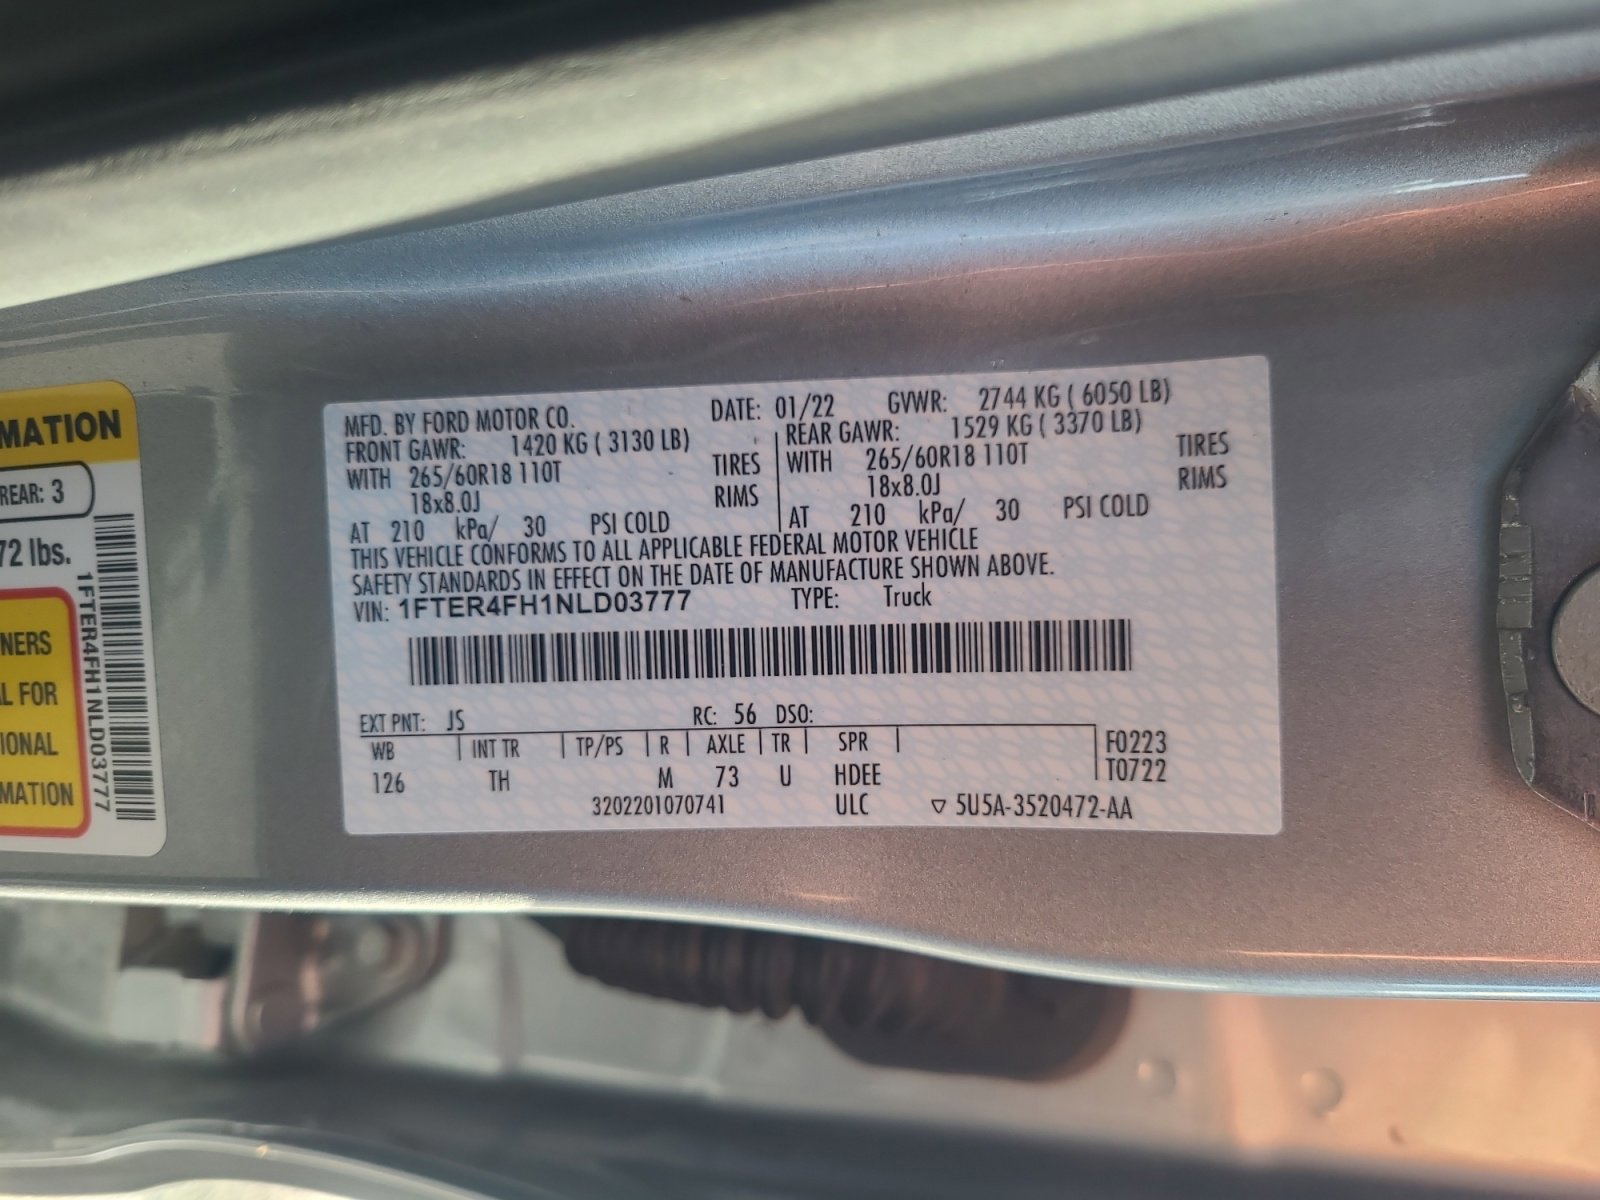 MATION
REAR: 3
72 lbs.
NERS
L FOR
IONAL
MATION
1FTER4FH1NLD03777
MFD. BY FORD MOTOR CO. DATE: 01/22 GVWR: 2744 KG ( 6050 LB)
FRONT GAWR: 1420 KG ( 3130 LB) REAR GAWR: 1529 KG ( 3370 LB)
WITH 265/60R18 110T TIRES WITH 265/60R18 110T TIRES
18x8.0J RIMS 18x8.0J RIMS
AT 210 kPa/ 30 PSI COLD AT 210 kPa/ 30 PSI COLD
THIS VEHICLE CONFORMS TO ALL APPLICABLE FEDERAL MOTOR VEHICLE
SAFETY STANDARDS IN EFFECT ON THE DATE OF MANUFACTURE SHOWN ABOVE.
VIN: 1FTER4FH1NLD03777 TYPE: Truck
EXT PNT: JS RC: 56 DSO:
WB INT TR TP/PS R AXLE TR SPR F0223
126 TH M 73 U HDEE T0722
3202201070741 ULC ▽ 5U5A-3520472-AA